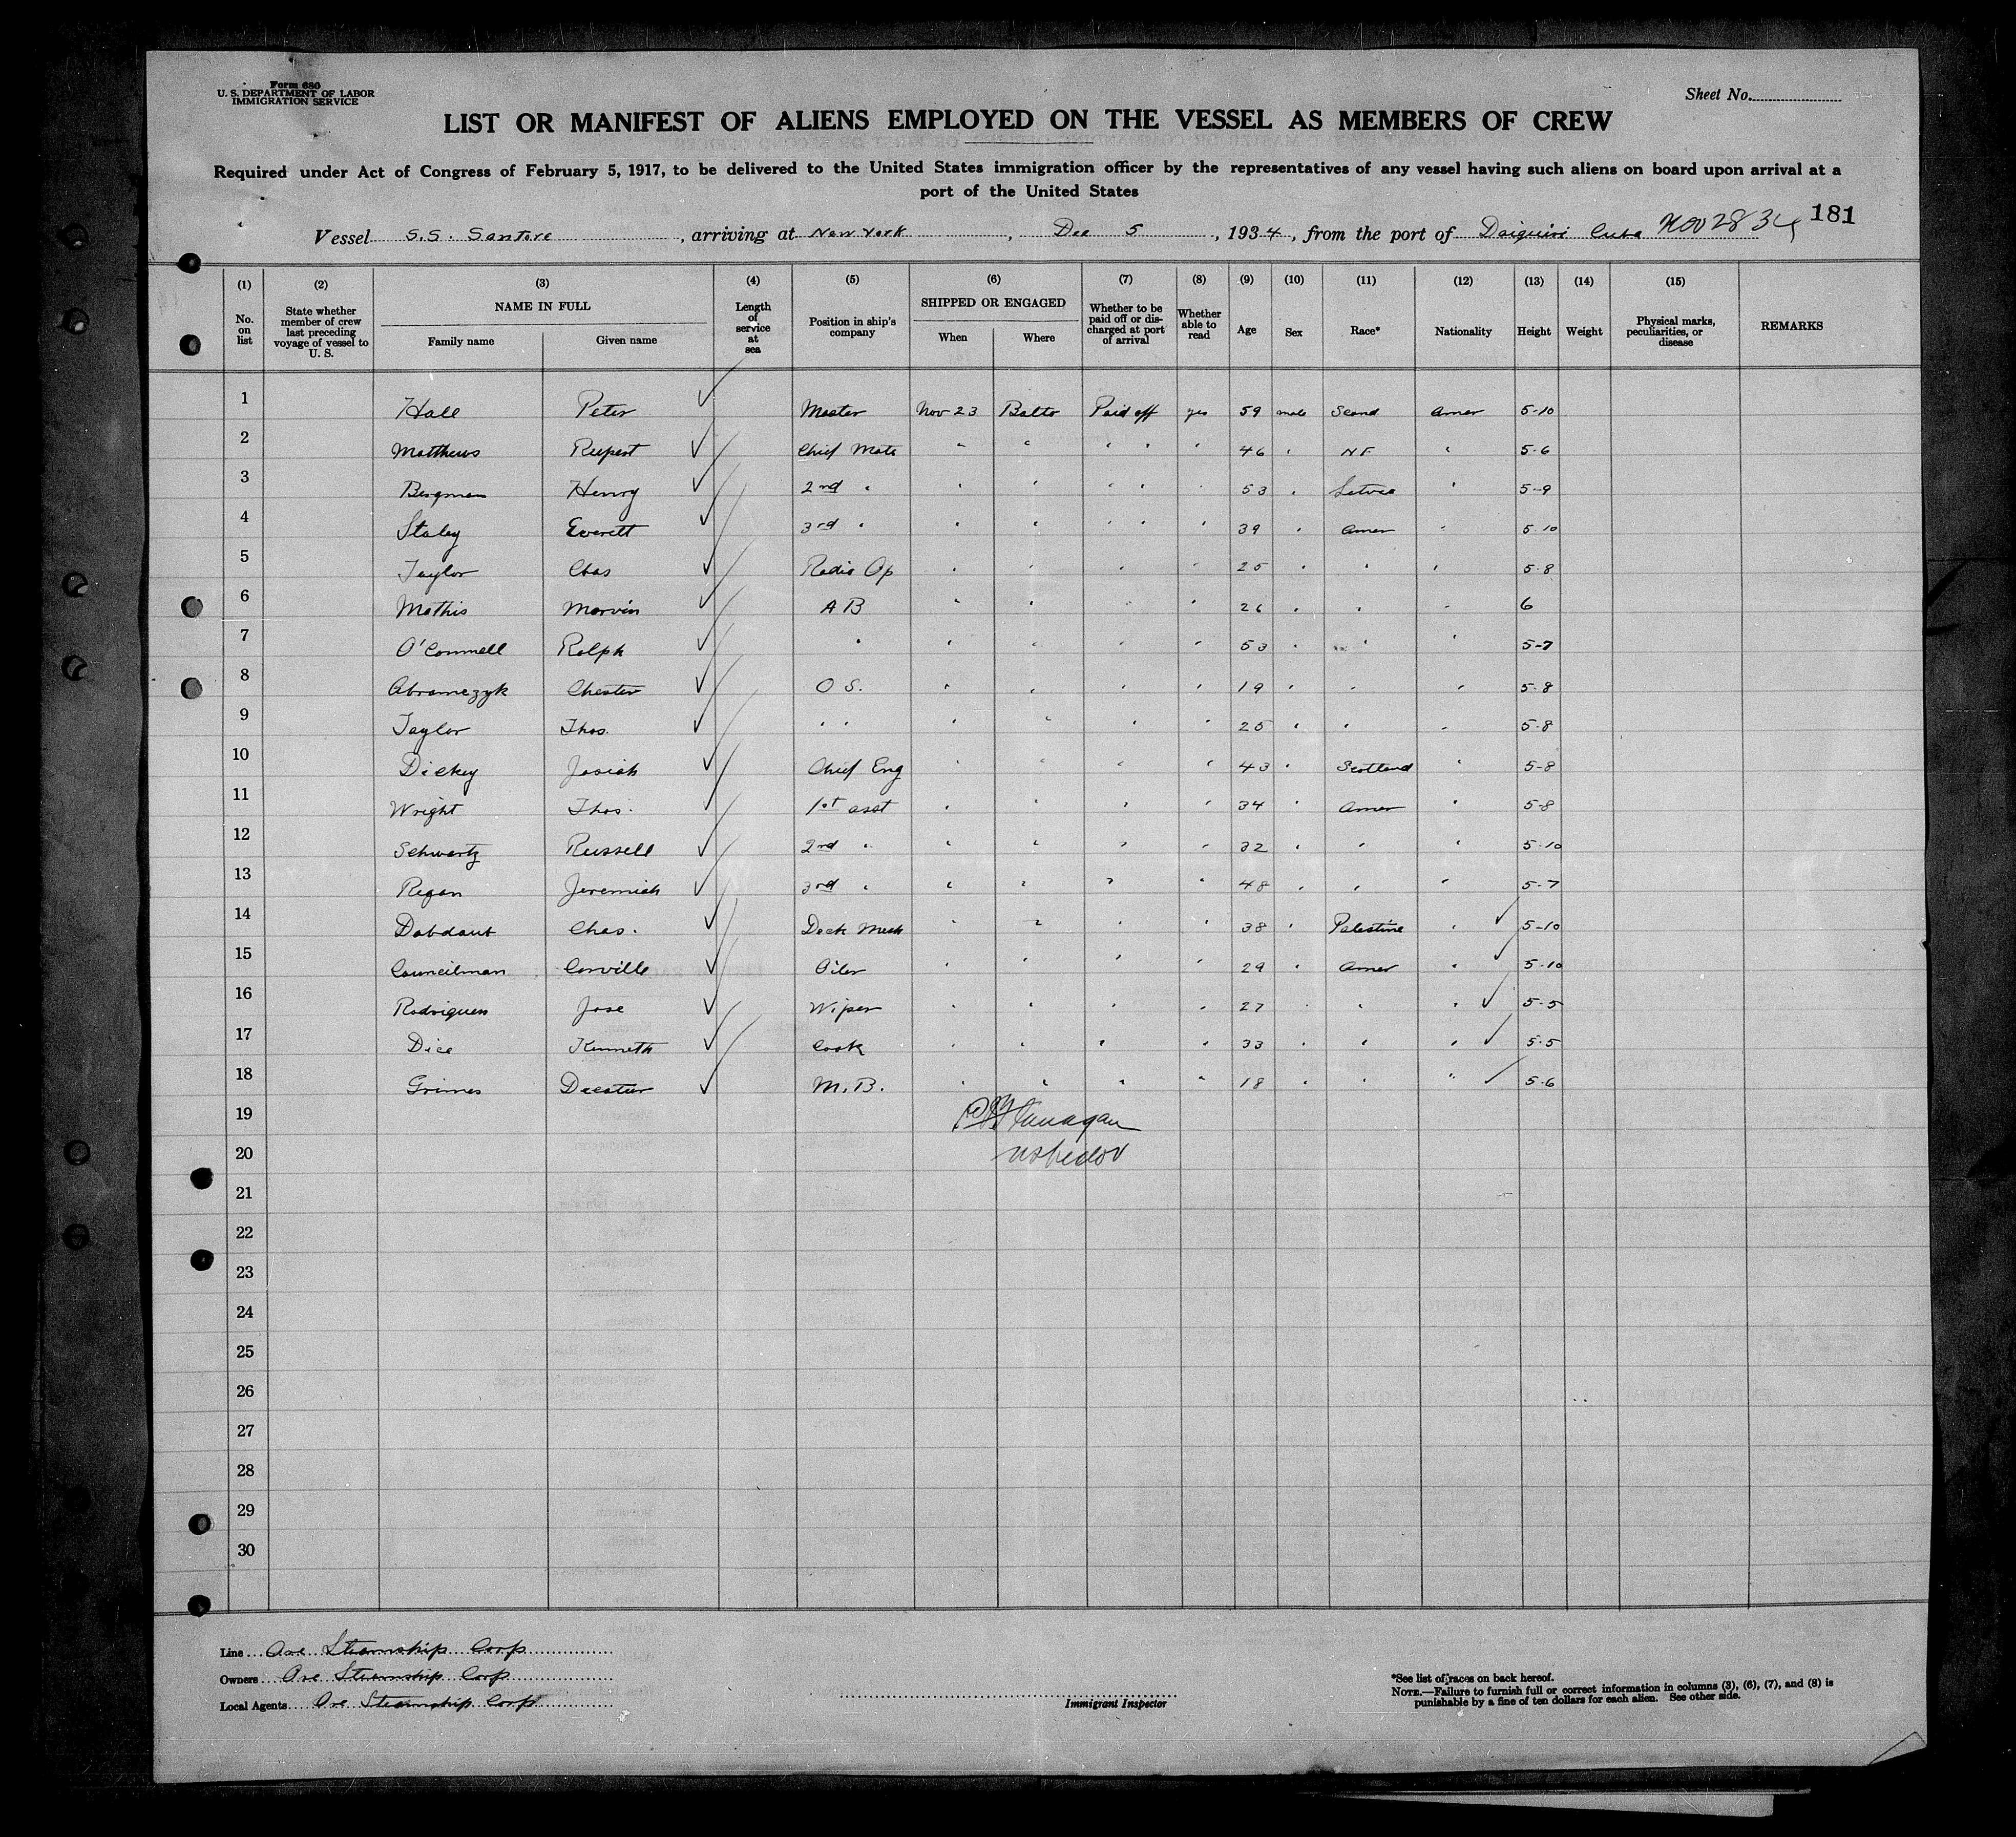 Form 680
U. S. DEPARTMENT OF LABOR
IMMIGRATION SERVICE
Sheet No.
LIST OR MANIFEST OF ALIENS EMPLOYED ON THE VESSEL AS MEMBERS OF CREW
Required under Act of Congress of February 5, 1917, to be delivered to the United States immigration officer by the representatives of any vessel having such aliens on board upon arrival at a
port of the United States
181
Vessel S.S. Santore, arriving at New York, Dec 5, 1934, from the port of Daiquiri Cuba Nov 28 34
(1) (2) (3) (4) (5) (6) (7) (8) (9) (10) (11) (12) (13) (14) (15)
No. on list
State whether member of crew last preceding voyage of vessel to U. S.
NAME IN FULL
Family name Given name
Length of service at sea
Position in ship's company
SHIPPED OR ENGAGED
When Where
Whether to be paid off or discharged at port of arrival
Whether able to read
Age
Sex
Race*
Nationality
Height
Weight
Physical marks, peculiarities, or disease
REMARKS
1 Hall Peter ✓ Master Nov 23 Balto Paid off yes 59 male Scand Amer 5-10
2 Matthews Rupert ✓ Chief Mate " " " " " 46 " NF " 5-6
3 Bergman Henry ✓ 2nd " " " " " " 53 " Latvia " 5-9
4 Staley Everett ✓ 3rd " " " " " " 39 " Amer " 5-10
5 Taylor Chas ✓ Radio Op " " " " 25 " " " 5-8
6 Mathis Marvin ✓ A B " " " " 26 " " " 6
7 O'Connell Ralph ✓ " " " " " 53 " " " 5-7
8 Abramczyk Chester ✓ O S. " " " " 19 " " " 5-8
9 Taylor Thos. ✓ " " " " " " 25 " " " 5-8
10 Dickey Josiah ✓ Chief Eng " " " " 43 " Scotland " 5-8
11 Wright Thos. ✓ 1st asst " " " " 34 " Amer " 5-8
12 Schwartz Russell ✓ 2nd " " " " " 32 " " " 5-10
13 Regan Jeremiah ✓ 3rd " " " " " 48 " " " 5-7
14 Dabdoub Chas. ✓ Deck Mech " " " " 38 " Palestine " ✓ 5-10
15 Councilman Corville ✓ Oiler " " " " 29 " Amer " ✓ 5-10
16 Rodriguez Jose ✓ Wiper " " " " 27 " " " ✓ 5-5
17 Dice Kenneth ✓ Cook " " " " 33 " " " ✓ 5-5
18 Grimes Decatur ✓ M.B. " " " " 18 " " " ✓ 5-6
19 Flanagan
20
21
22
23
24
25
26
27
28
29
30
Line Ore Steamship Corp
Owners Ore Steamship Corp
Local Agents Ore Steamship Corp
Immigrant Inspector
*See list of races on back hereof.
NOTE.—Failure to furnish full or correct information in columns (3), (6), (7), and (8) is
punishable by a fine of ten dollars for each alien. See other side.